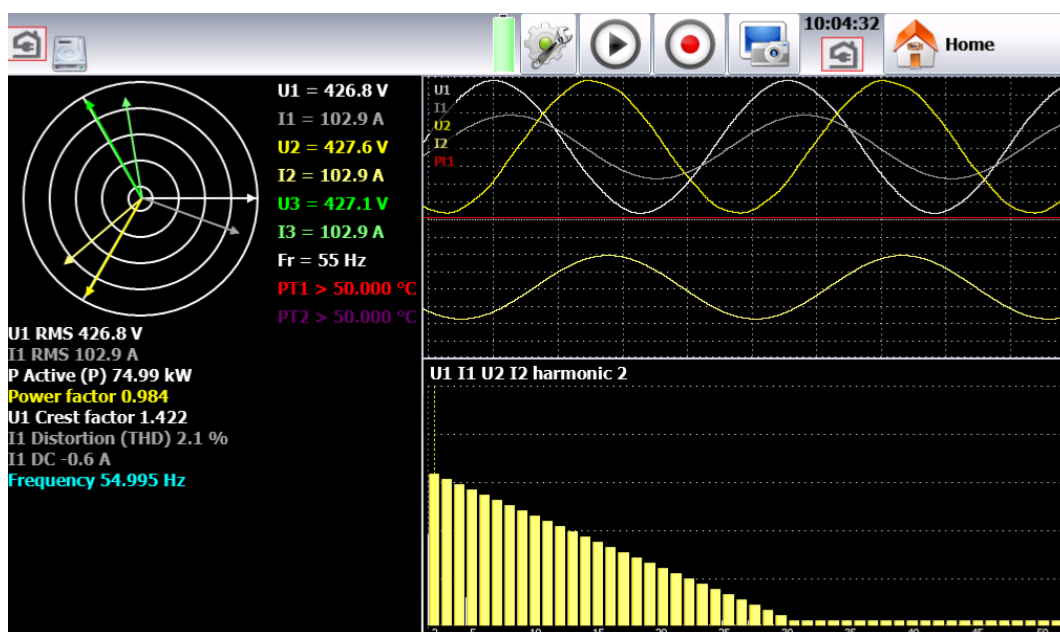 10:04:32
Home
U1 = 426.8 V
I1 = 102.9 A
U2 = 427.6 V
I2 = 102.9 A
U3 = 427.1 V
I3 = 102.9 A
Fr = 55 Hz
PT1 > 50.000 °C
PT2 > 50.000 °C
U1 RMS 426.8 V
I1 RMS 102.9 A
P Active (P) 74.99 kW
Power factor 0.984
U1 Crest factor 1.422
I1 Distortion (THD) 2.1 %
I1 DC -0.6 A
Frequency 54.995 Hz
U1
I1
U2
I2
Pt1
U1 I1 U2 I2 harmonic 2
2 5 10 15 20 25 30 35 40 45 50